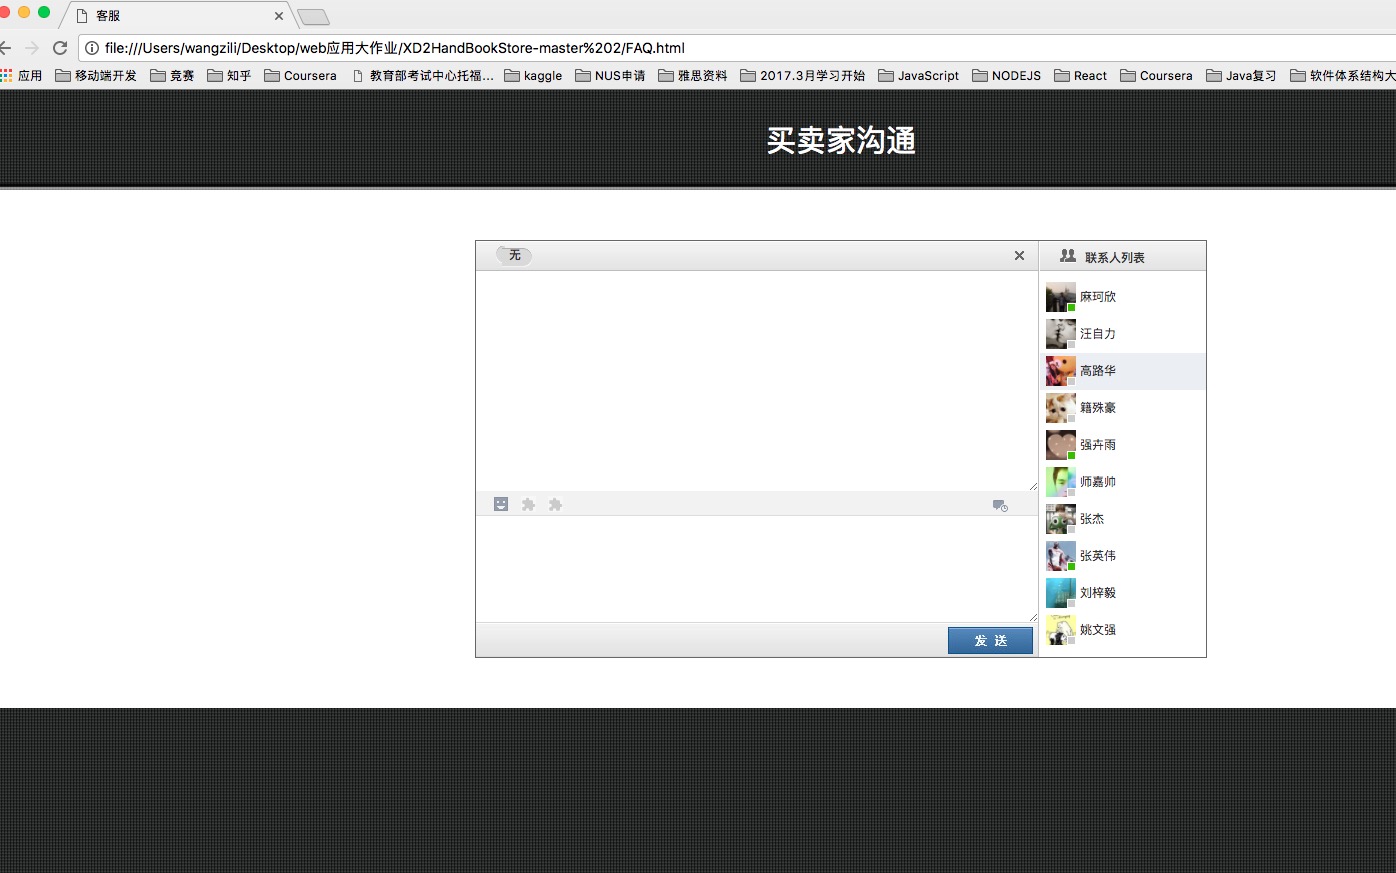 客服
file:///Users/wangzili/Desktop/web应用大作业/XD2HandBookStore-master%202/FAQ.html
应用 移动端开发 竞赛 知乎 Coursera 教育部考试中心托福... kaggle NUS申请 雅思资料 2017.3月学习开始 JavaScript NODEJS React Coursera Java复习 软件体系结构大
买卖家沟通
无
联系人列表
麻珂欣
汪自力
高路华
籍殊豪
强卉雨
师嘉帅
张杰
张英伟
刘梓毅
姚文强
发 送